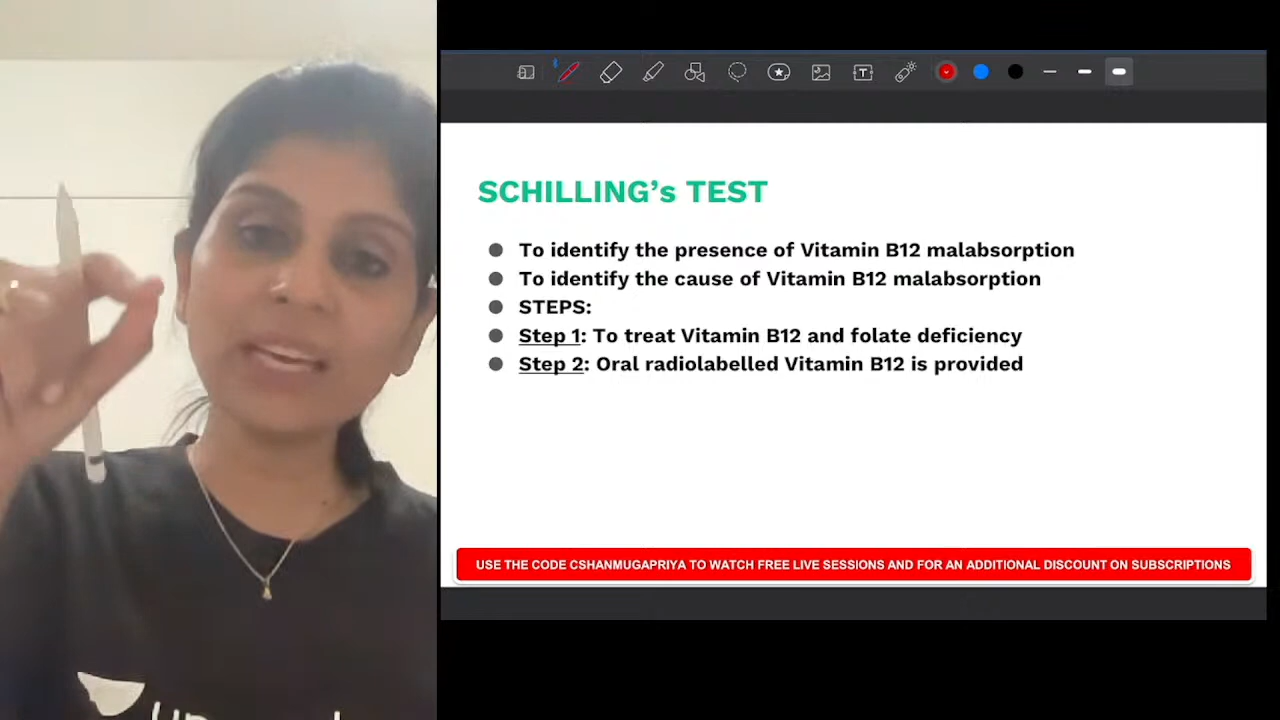 SCHILLING's TEST
● To identify the presence of Vitamin B12 malabsorption
● To identify the cause of Vitamin B12 malabsorption
● STEPS:
● Step 1: To treat Vitamin B12 and folate deficiency
● Step 2: Oral radiolabelled Vitamin B12 is provided
USE THE CODE CSHANMUGAPRIYA TO WATCH FREE LIVE SESSIONS AND FOR AN ADDITIONAL DISCOUNT ON SUBSCRIPTIONS